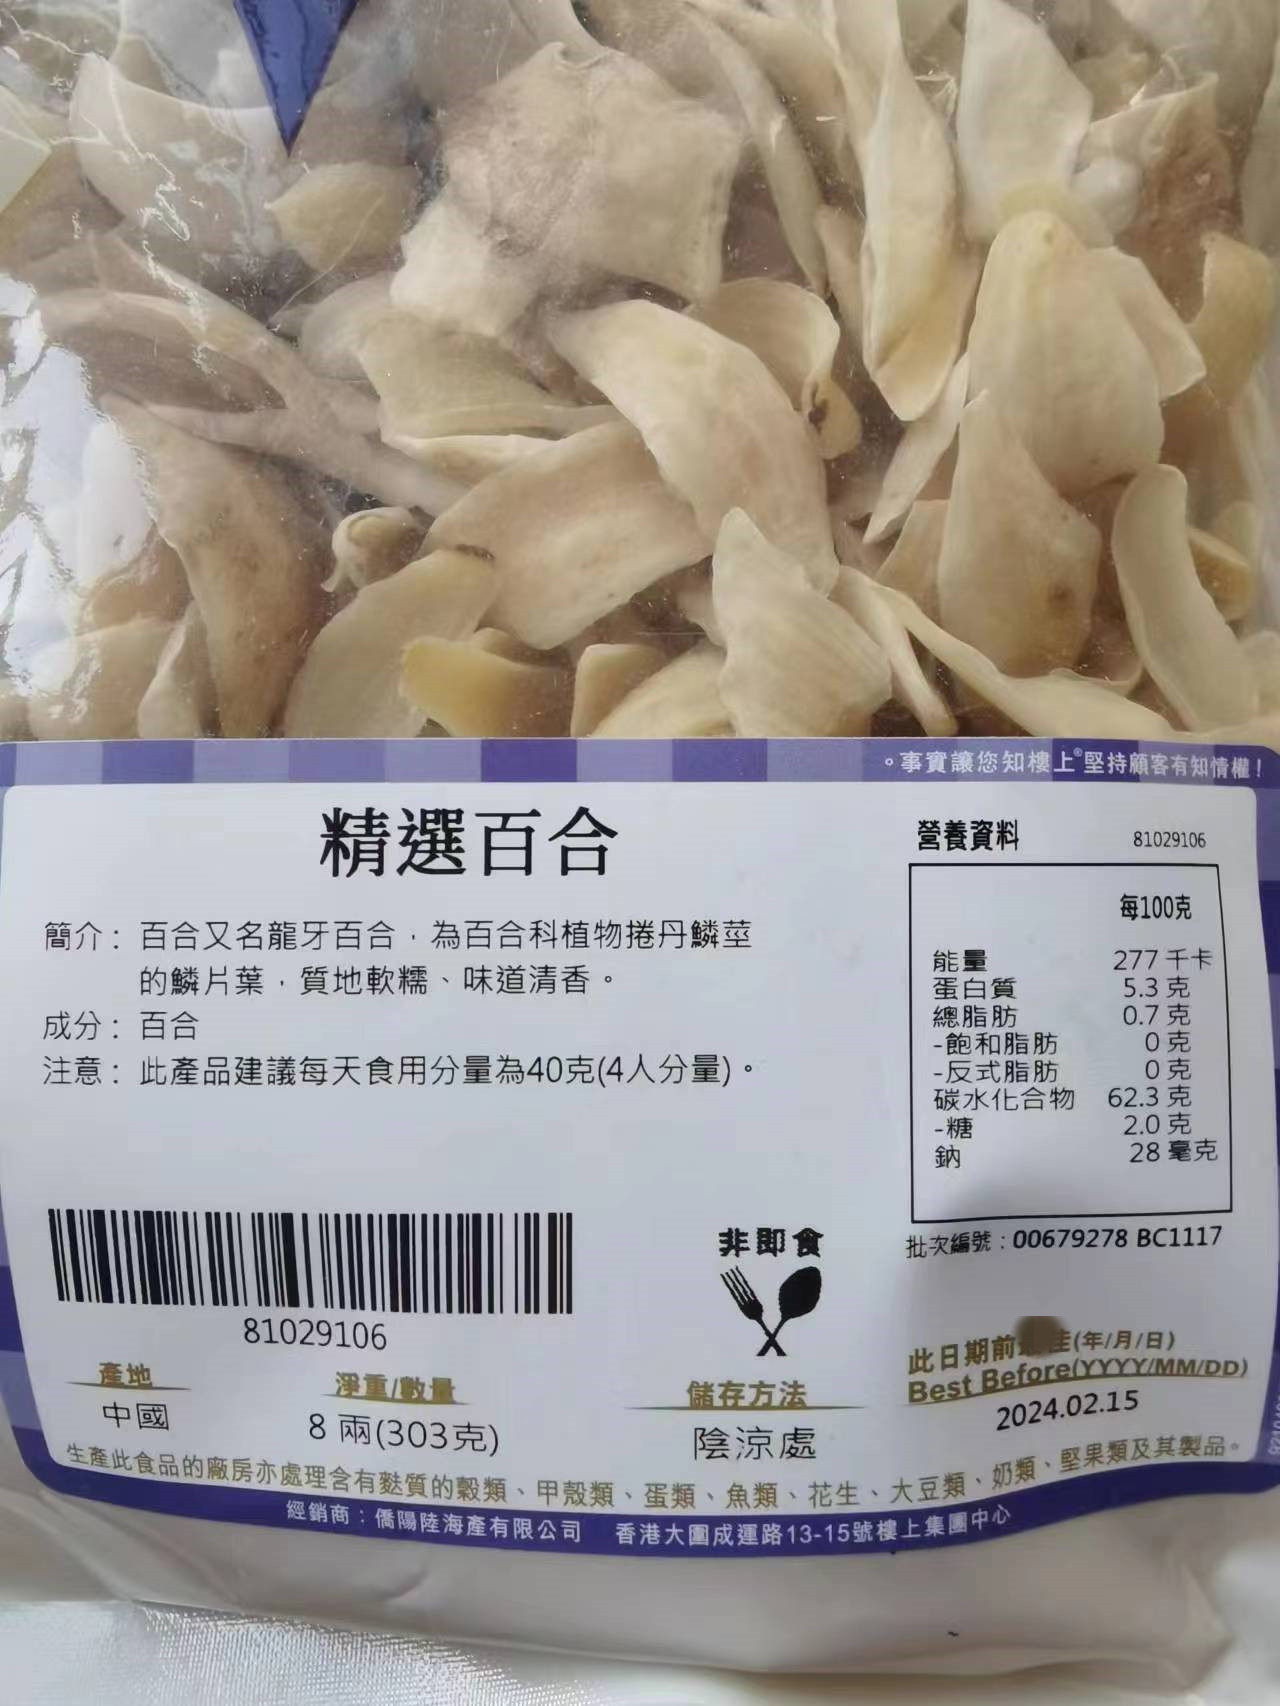 。事實讓您知樓上®堅持顧客有知情權！
精選百合
簡介：百合又名龍牙百合，為百合科植物捲丹鱗莖
的鱗片葉，質地軟糯、味道清香。
成分：百合
注意：此產品建議每天食用分量為40克(4人分量)。
營養資料 81029106
每100克
能量 277 千卡
蛋白質 5.3 克
總脂肪 0.7 克
-飽和脂肪 0 克
-反式脂肪 0 克
碳水化合物 62.3 克
-糖 2.0 克
鈉 28 毫克
批次編號：00679278 BC1117
81029106
非即食
此日期前最佳(年/月/日)
Best Before(YYYY/MM/DD)
2024.02.15
產地
中國
淨重/數量
8 兩(303克)
儲存方法
陰涼處
生產此食品的廠房亦處理含有麩質的穀類、甲殼類、蛋類、魚類、花生、大豆類、奶類、堅果類及其製品。
經銷商：僑陽陸海產有限公司 香港大圍成運路13-15號樓上集團中心